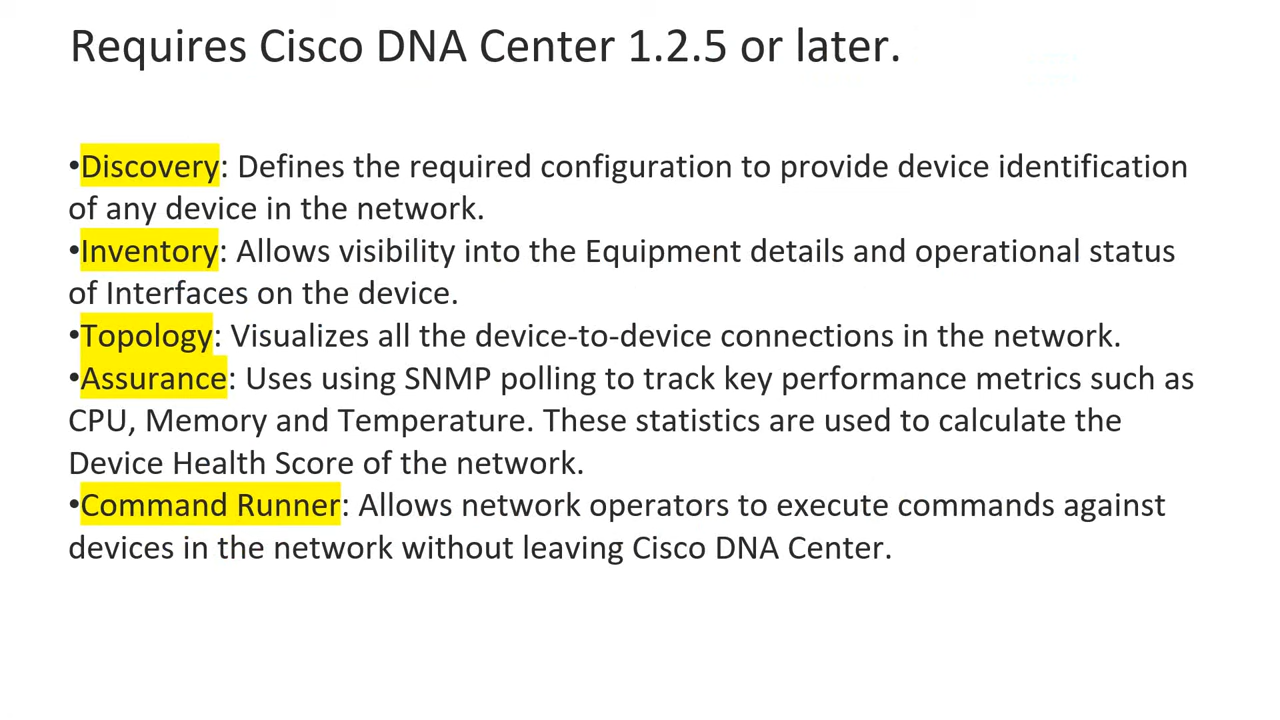 Requires Cisco DNA Center 1.2.5 or later.
•Discovery: Defines the required configuration to provide device identification
of any device in the network.
•Inventory: Allows visibility into the Equipment details and operational status
of Interfaces on the device.
•Topology: Visualizes all the device-to-device connections in the network.
•Assurance: Uses using SNMP polling to track key performance metrics such as
CPU, Memory and Temperature. These statistics are used to calculate the
Device Health Score of the network.
•Command Runner: Allows network operators to execute commands against
devices in the network without leaving Cisco DNA Center.